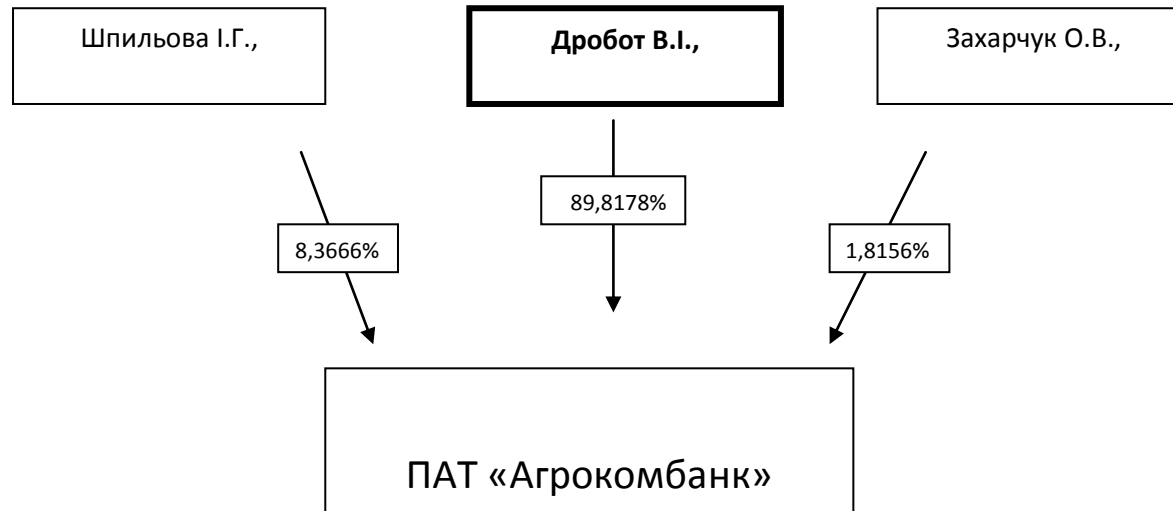 Шпильова І.Г.,
Дробот В.І.,
Захарчук О.В.,
89,8178%
8,3666%
1,8156%
ПАТ «Агрокомбанк»